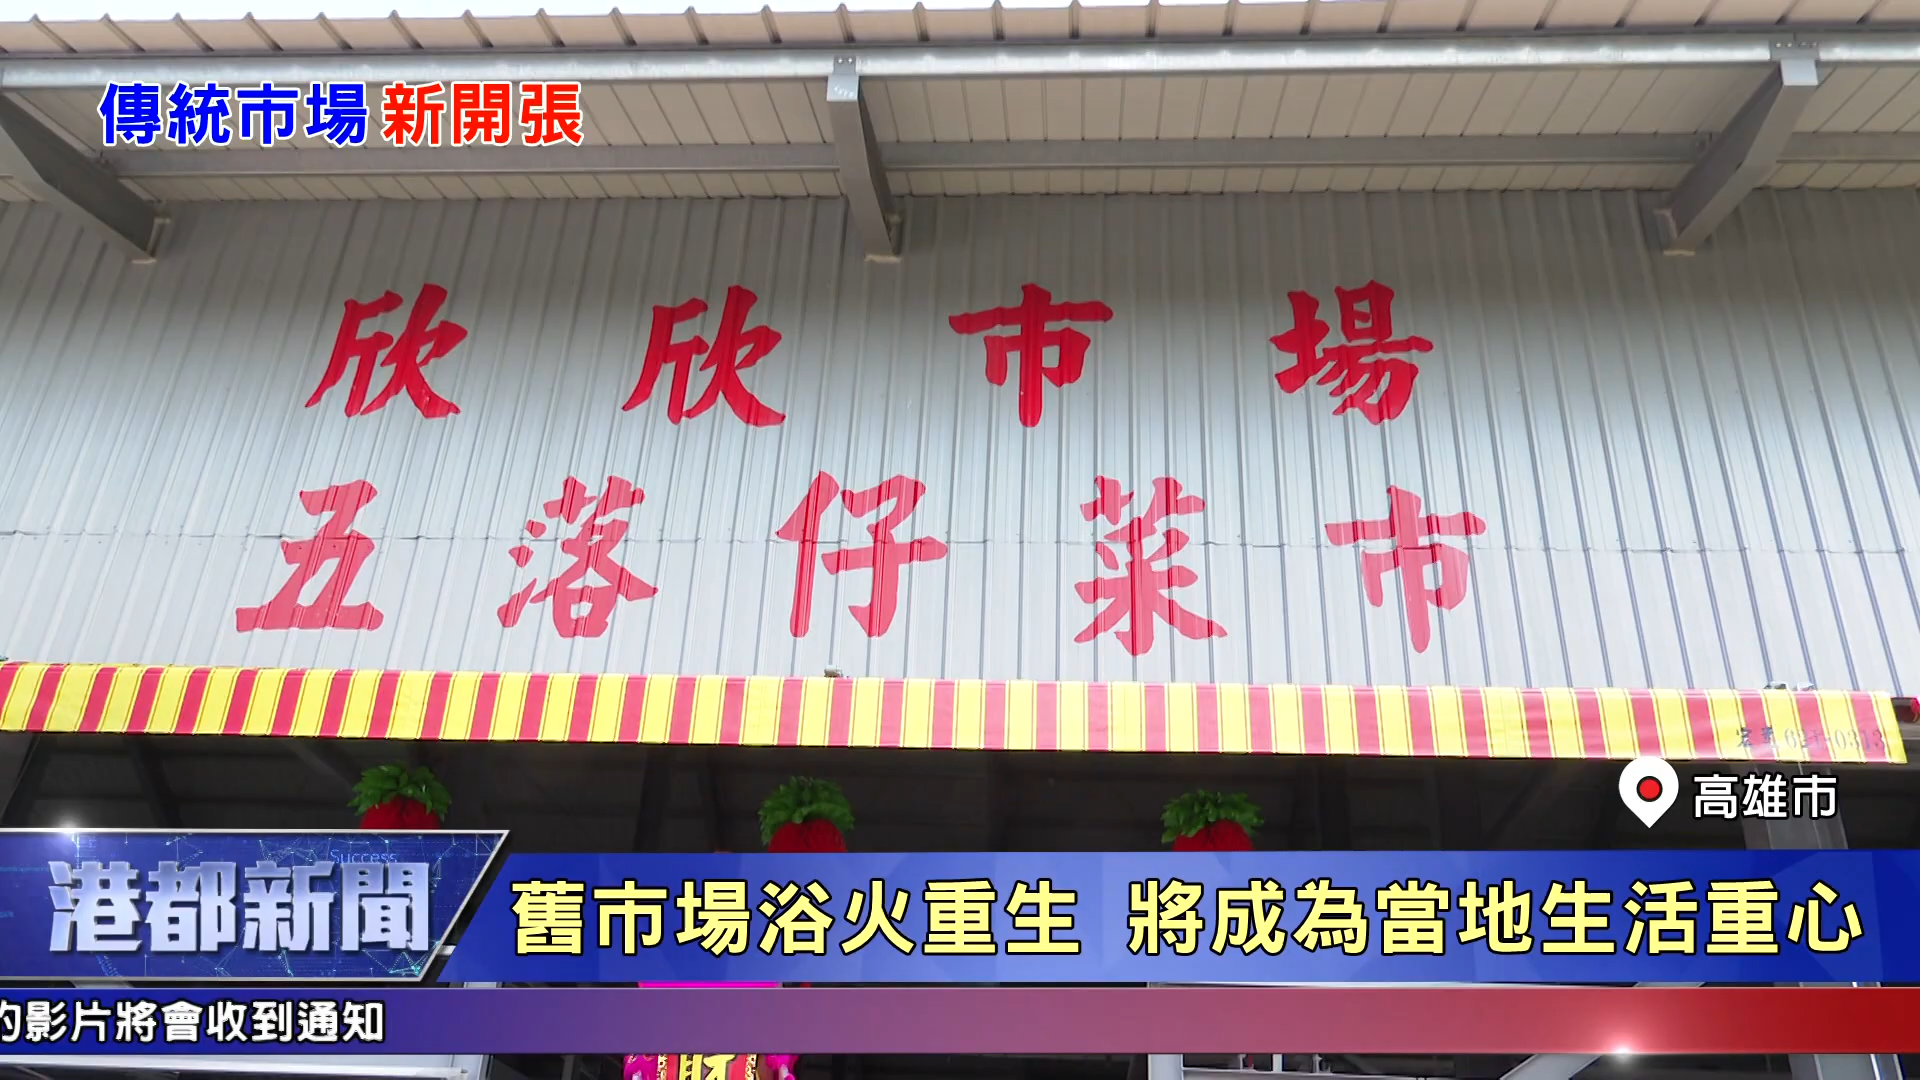 傳統市場 新開張
欣欣市場
五落仔菜市
高雄市
Success
港都新聞
舊市場浴火重生 將成為當地生活重心
的影片將會收到通知
財